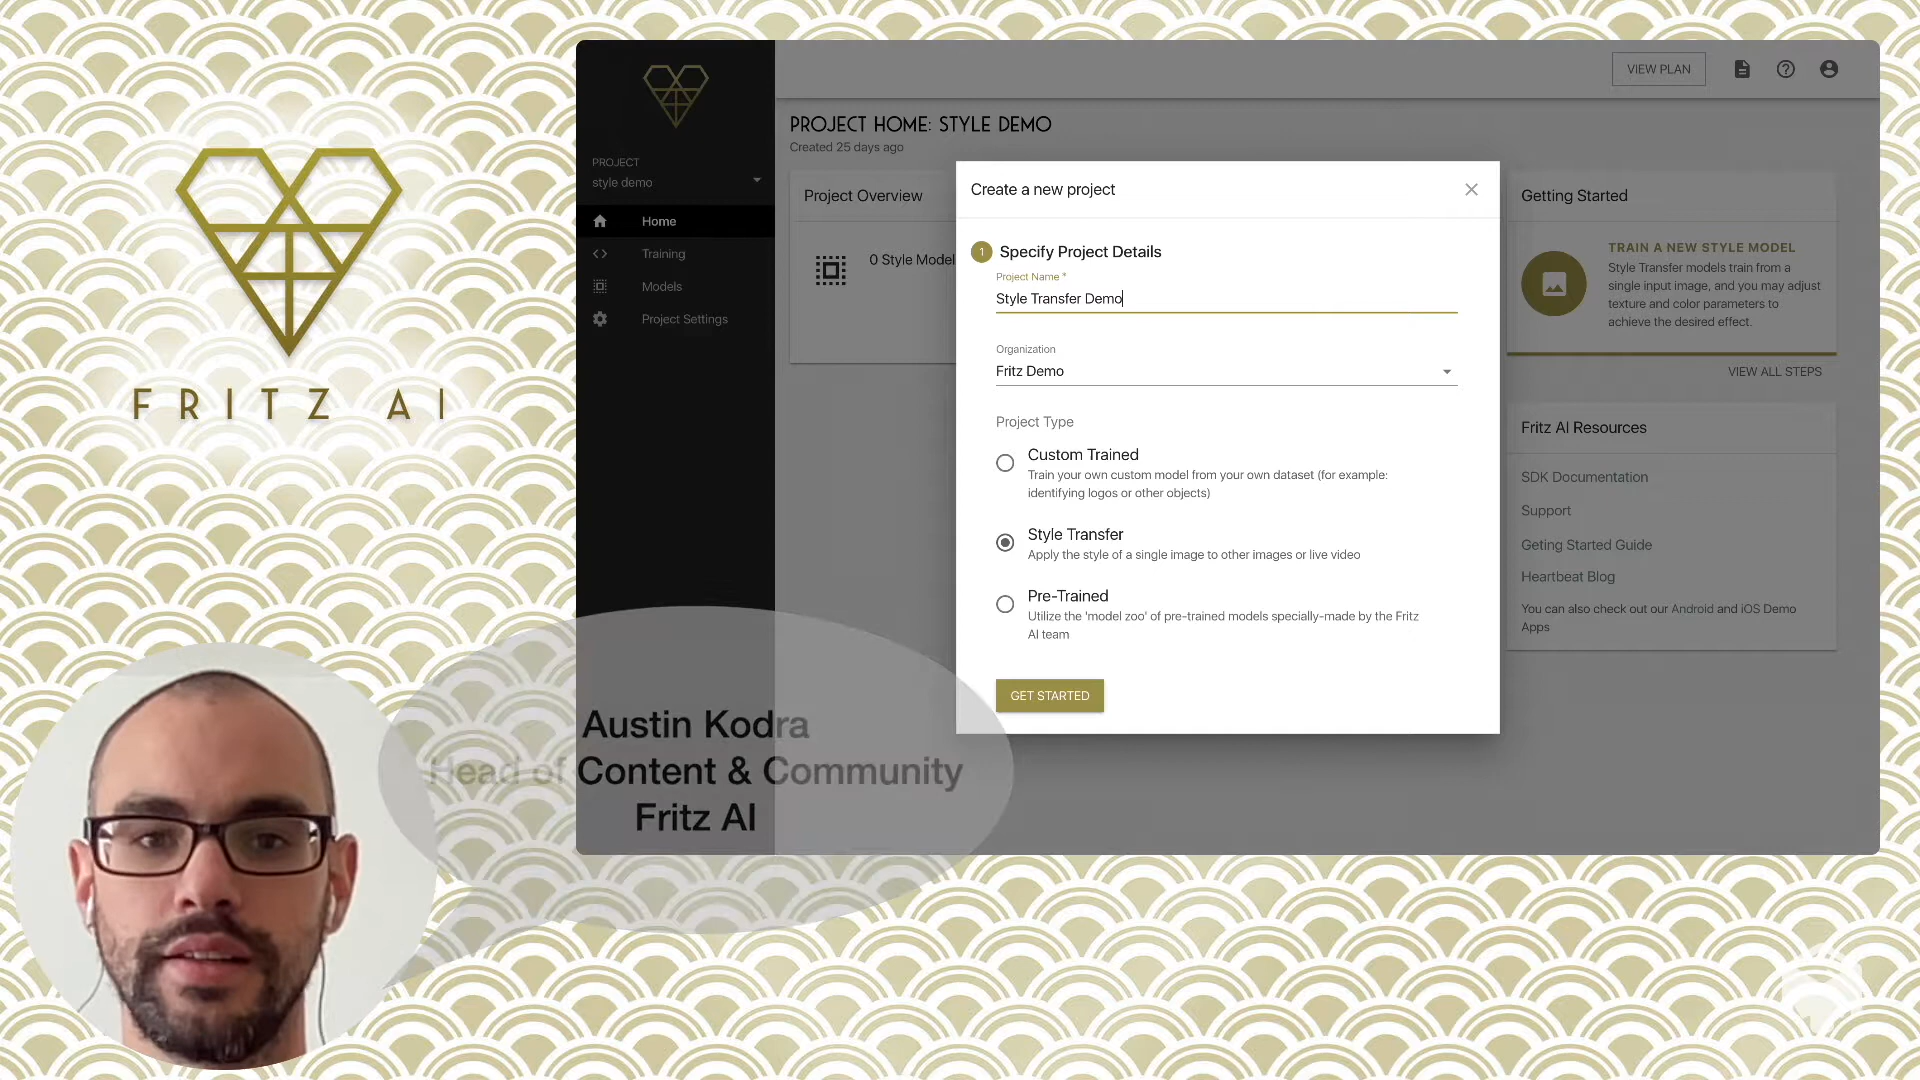 FRITZ AI
VIEW PLAN
PROJECT HOME: STYLE DEMO
Created 25 days ago
PROJECT
style demo
Home
Training
Models
Project Settings
Project Overview
0 Style Model
Create a new project
1 Specify Project Details
Project Name *
Style Transfer Demo
Organization
Fritz Demo
Project Type
Custom Trained
Train your own custom model from your own dataset (for example:
identifying logos or other objects)
Style Transfer
Apply the style of a single image to other images or live video
Pre-Trained
Utilize the 'model zoo' of pre-trained models specially-made by the Fritz
AI team
GET STARTED
Getting Started
TRAIN A NEW STYLE MODEL
Style Transfer models train from a
single input image, and you may adjust
texture and color parameters to
achieve the desired effect.
VIEW ALL STEPS
Fritz AI Resources
SDK Documentation
Support
Geting Started Guide
Heartbeat Blog
You can also check out our Android and iOS Demo
Apps
Austin Kodra
Head of Content & Community
Fritz AI